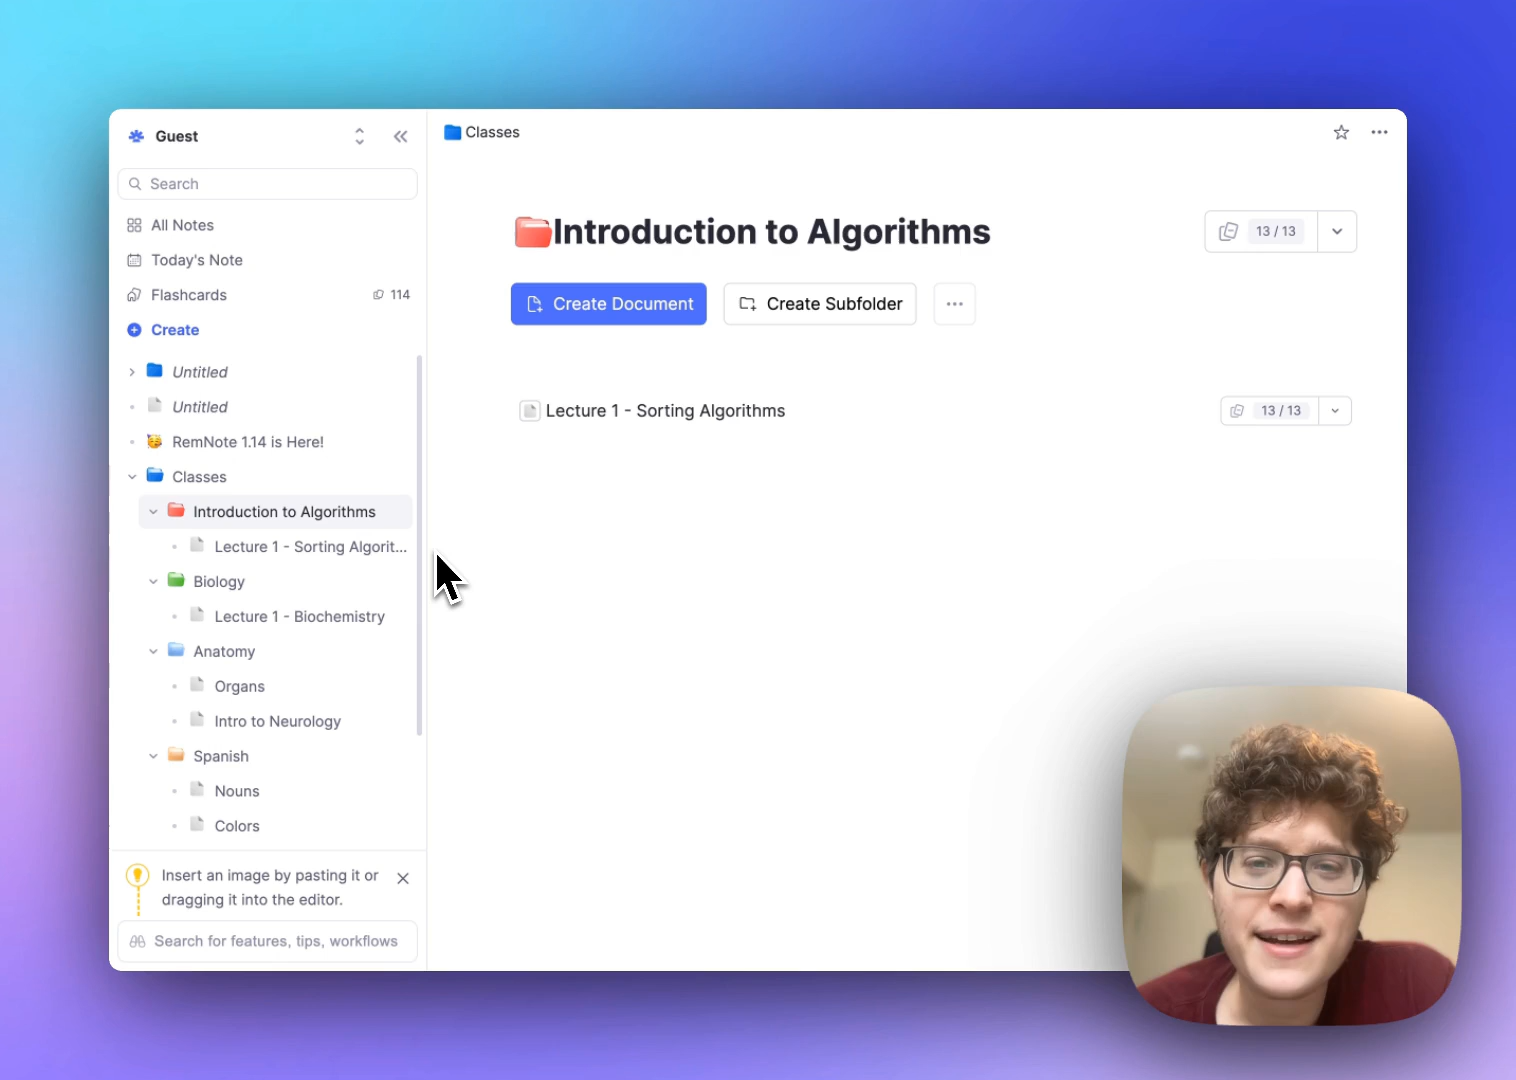 Guest
Search
All Notes
Today's Note
Flashcards
114
Create
Untitled
Untitled
RemNote 1.14 is Here!
Classes
Introduction to Algorithms
Lecture 1 - Sorting Algorit...
Biology
Lecture 1 - Biochemistry
Anatomy
Organs
Intro to Neurology
Spanish
Nouns
Colors
Insert an image by pasting it or
dragging it into the editor.
Search for features, tips, workflows
Classes
Introduction to Algorithms
13 / 13
Create Document
Create Subfolder
Lecture 1 - Sorting Algorithms
13 / 13